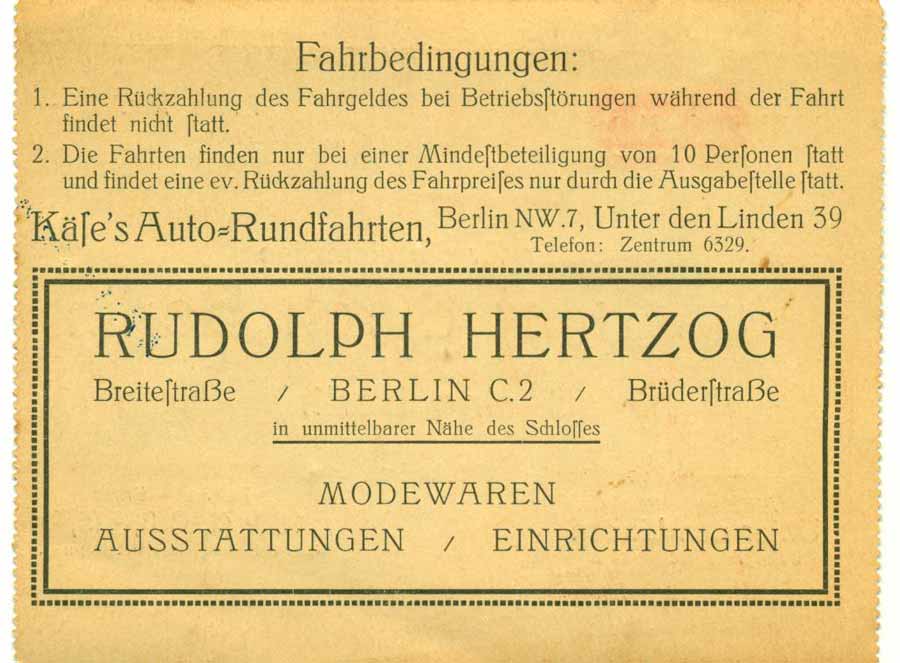 Fahrbedingungen:
1. Eine Rückzahlung des Fahrgeldes bei Betriebsſtörungen während der Fahrt
findet nicht ſtatt.
2. Die Fahrten finden nur bei einer Mindeſtbeteiligung von 10 Perſonen ſtatt
und findet eine ev. Rückzahlung des Fahrpreiſes nur durch die Ausgabeſtelle ſtatt.
Käſe's Auto-Rundfahrten, Berlin NW.7, Unter den Linden 39
Telefon: Zentrum 6329.
RUDOLPH HERTZOG
Breiteſtraße / BERLIN C.2 / Brüderſtraße
in unmittelbarer Nähe des Schloſſes
MODEWAREN
AUSSTATTUNGEN / EINRICHTUNGEN